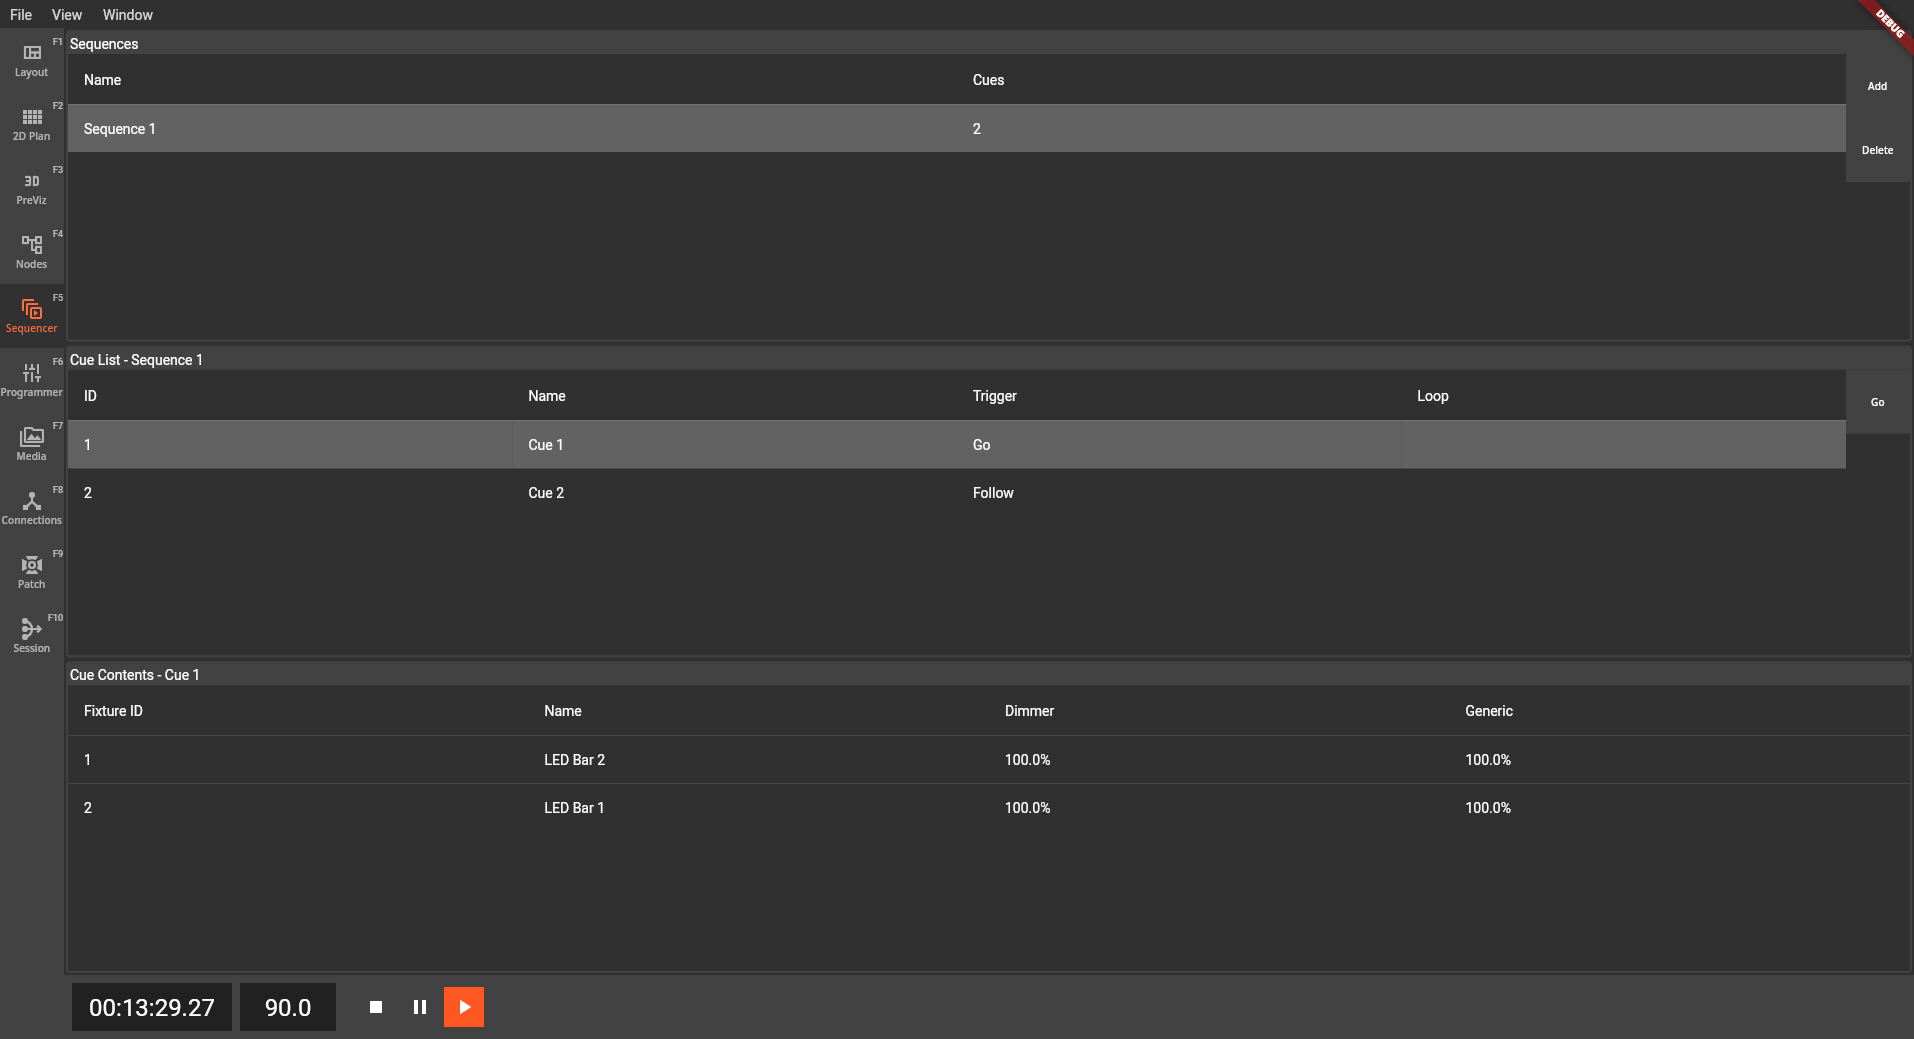 File View Window
DEBUG
F1
Layout
F2
2D Plan
F3
3D
PreViz
F4
Nodes
F5
Sequencer
F6
Programmer
F7
Media
F8
Connections
F9
Patch
F10
Session
Sequences
Name Cues
Sequence 1 2
Add
Delete
Cue List - Sequence 1
ID Name Trigger Loop
1 Cue 1 Go
2 Cue 2 Follow
Go
Cue Contents - Cue 1
Fixture ID Name Dimmer Generic
1 LED Bar 2 100.0% 100.0%
2 LED Bar 1 100.0% 100.0%
00:13:29.27 90.0